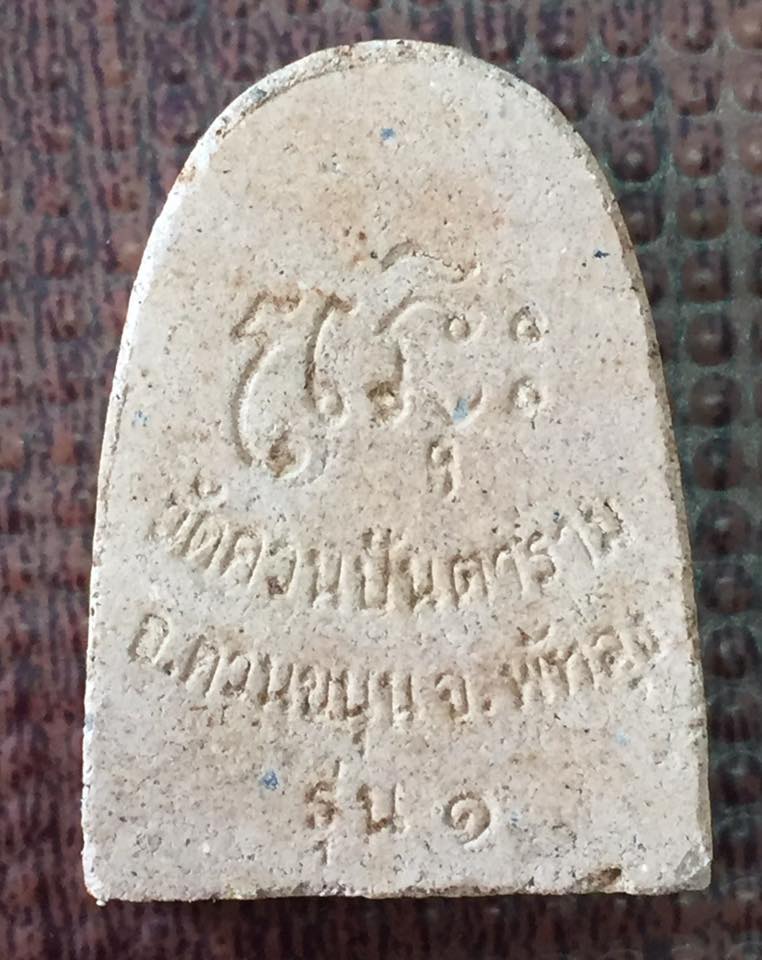 วัดควนปันตาราม
อ.ควนขนุน จ.พัทลุง
รุ่น ๑